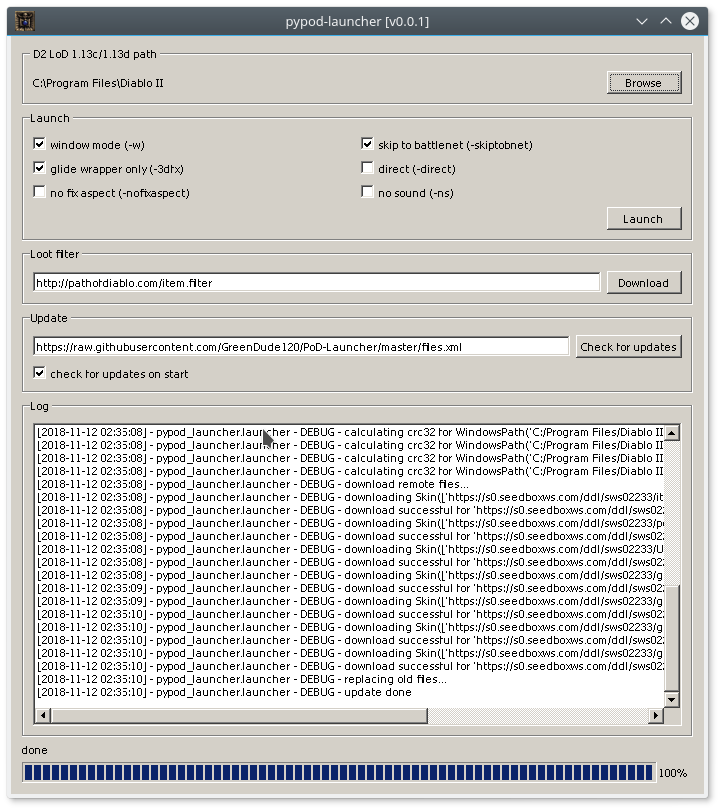 pypod-launcher [v0.0.1]
D2 LoD 1.13c/1.13d path
C:\Program Files\Diablo II
Browse
Launch
window mode (-w)
skip to battlenet (-skiptobnet)
glide wrapper only (-3dfx)
direct (-direct)
no fix aspect (-nofixaspect)
no sound (-ns)
Launch
Loot filter
http://pathofdiablo.com/item.filter
Download
Update
https://raw.githubusercontent.com/GreenDude120/PoD-Launcher/master/files.xml
Check for updates
check for updates on start
Log
[2018-11-12 02:35:08] - pypod_launcher.launcher - DEBUG - calculating crc32 for WindowsPath('C:/Program Files/Diablo II
[2018-11-12 02:35:08] - pypod_launcher.launcher - DEBUG - calculating crc32 for WindowsPath('C:/Program Files/Diablo II
[2018-11-12 02:35:08] - pypod_launcher.launcher - DEBUG - calculating crc32 for WindowsPath('C:/Program Files/Diablo II
[2018-11-12 02:35:08] - pypod_launcher.launcher - DEBUG - calculating crc32 for WindowsPath('C:/Program Files/Diablo II
[2018-11-12 02:35:08] - pypod_launcher.launcher - DEBUG - download remote files...
[2018-11-12 02:35:08] - pypod_launcher.launcher - DEBUG - downloading Skin(['https://s0.seedboxws.com/ddl/sws02233/it
[2018-11-12 02:35:08] - pypod_launcher.launcher - DEBUG - download successful for 'https://s0.seedboxws.com/ddl/sws022
[2018-11-12 02:35:08] - pypod_launcher.launcher - DEBUG - downloading Skin(['https://s0.seedboxws.com/ddl/sws02233/p
[2018-11-12 02:35:08] - pypod_launcher.launcher - DEBUG - download successful for 'https://s0.seedboxws.com/ddl/sws022
[2018-11-12 02:35:08] - pypod_launcher.launcher - DEBUG - downloading Skin(['https://s0.seedboxws.com/ddl/sws02233/U
[2018-11-12 02:35:08] - pypod_launcher.launcher - DEBUG - download successful for 'https://s0.seedboxws.com/ddl/sws022
[2018-11-12 02:35:08] - pypod_launcher.launcher - DEBUG - downloading Skin(['https://s0.seedboxws.com/ddl/sws02233/g
[2018-11-12 02:35:09] - pypod_launcher.launcher - DEBUG - download successful for 'https://s0.seedboxws.com/ddl/sws022
[2018-11-12 02:35:09] - pypod_launcher.launcher - DEBUG - downloading Skin(['https://s0.seedboxws.com/ddl/sws02233/g
[2018-11-12 02:35:10] - pypod_launcher.launcher - DEBUG - download successful for 'https://s0.seedboxws.com/ddl/sws022
[2018-11-12 02:35:10] - pypod_launcher.launcher - DEBUG - downloading Skin(['https://s0.seedboxws.com/ddl/sws02233/g
[2018-11-12 02:35:10] - pypod_launcher.launcher - DEBUG - download successful for 'https://s0.seedboxws.com/ddl/sws022
[2018-11-12 02:35:10] - pypod_launcher.launcher - DEBUG - downloading Skin(['https://s0.seedboxws.com/ddl/sws02233/g
[2018-11-12 02:35:10] - pypod_launcher.launcher - DEBUG - download successful for 'https://s0.seedboxws.com/ddl/sws022
[2018-11-12 02:35:10] - pypod_launcher.launcher - DEBUG - replacing old files...
[2018-11-12 02:35:10] - pypod_launcher.launcher - DEBUG - update done
done
100%